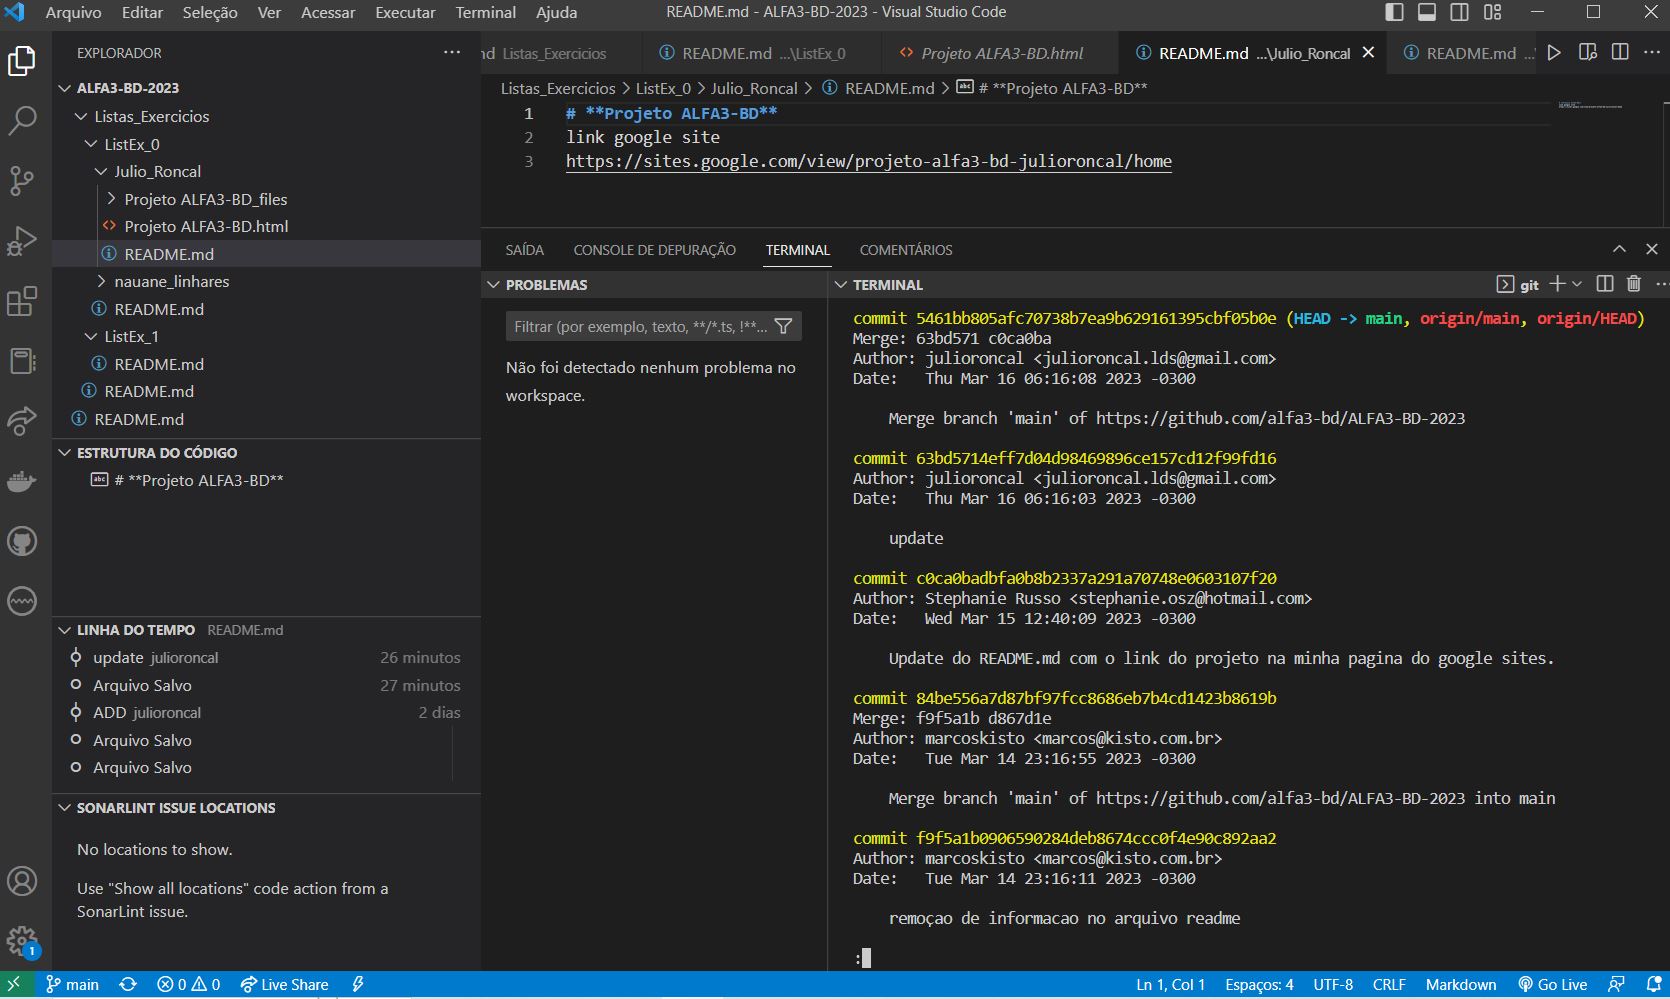 Arquivo Editar Seleção Ver Acessar Executar Terminal Ajuda README.md - ALFA3-BD-2023 - Visual Studio Code
EXPLORADOR
ALFA3-BD-2023
Listas_Exercicios
ListEx_0
Julio_Roncal
Projeto ALFA3-BD_files
Projeto ALFA3-BD.html
README.md
nauane_linhares
README.md
ListEx_1
README.md
README.md
README.md
ESTRUTURA DO CÓDIGO
# **Projeto ALFA3-BD**
LINHA DO TEMPO README.md
update julioroncal 26 minutos
Arquivo Salvo 27 minutos
ADD julioroncal 2 dias
Arquivo Salvo
Arquivo Salvo
SONARLINT ISSUE LOCATIONS
No locations to show.
Use "Show all locations" code action from a
SonarLint issue.
1
nd Listas_Exercicios README.md ...\ListEx_0 Projeto ALFA3-BD.html README.md ...\Julio_Roncal README.md ...
Listas_Exercicios > ListEx_0 > Julio_Roncal > README.md > # **Projeto ALFA3-BD**
1 # **Projeto ALFA3-BD**
2 link google site
3 https://sites.google.com/view/projeto-alfa3-bd-julioroncal/home
SAÍDA CONSOLE DE DEPURAÇÃO TERMINAL COMENTÁRIOS
PROBLEMAS
Filtrar (por exemplo, texto, **/*.ts, !**...
Não foi detectado nenhum problema no
workspace.
TERMINAL git
commit 5461bb805afc70738b7ea9b629161395cbf05b0e (HEAD -> main, origin/main, origin/HEAD)
Merge: 63bd571 c0ca0ba
Author: julioroncal <julioroncal.lds@gmail.com>
Date: Thu Mar 16 06:16:08 2023 -0300
Merge branch 'main' of https://github.com/alfa3-bd/ALFA3-BD-2023
commit 63bd5714eff7d04d98469896ce157cd12f99fd16
Author: julioroncal <julioroncal.lds@gmail.com>
Date: Thu Mar 16 06:16:03 2023 -0300
update
commit c0ca0badbfa0b8b2337a291a70748e0603107f20
Author: Stephanie Russo <stephanie.osz@hotmail.com>
Date: Wed Mar 15 12:40:09 2023 -0300
Update do README.md com o link do projeto na minha pagina do google sites.
commit 84be556a7d87bf97fcc8686eb7b4cd1423b8619b
Merge: f9f5a1b d867d1e
Author: marcoskisto <marcos@kisto.com.br>
Date: Tue Mar 14 23:16:55 2023 -0300
Merge branch 'main' of https://github.com/alfa3-bd/ALFA3-BD-2023 into main
commit f9f5a1b0906590284deb8674ccc0f4e90c892aa2
Author: marcoskisto <marcos@kisto.com.br>
Date: Tue Mar 14 23:16:11 2023 -0300
remoçao de informacao no arquivo readme
:
main 0 0 Live Share Ln 1, Col 1 Espaços: 4 UTF-8 CRLF Markdown Go Live